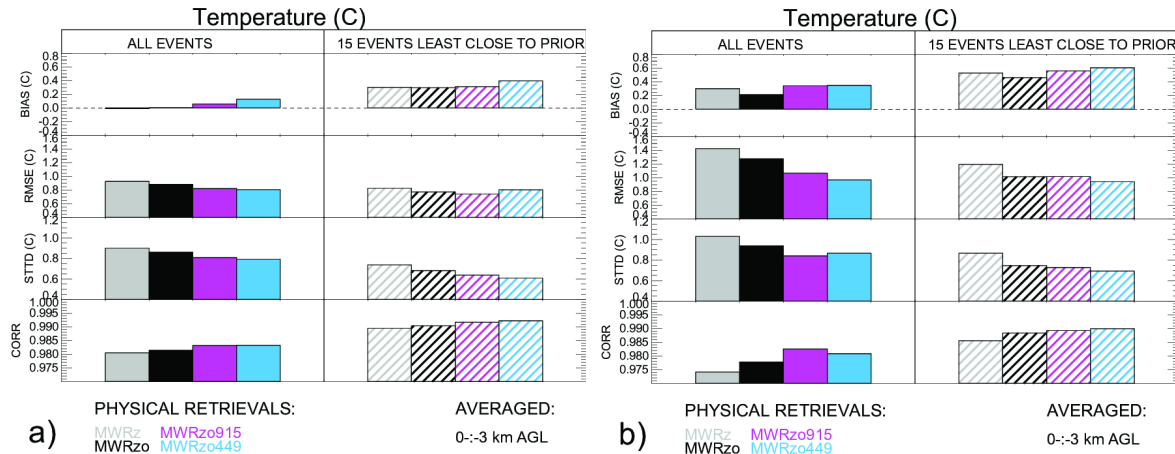 Temperature (C)
ALL EVENTS
15 EVENTS LEAST CLOSE TO PRIOR
BIAS (C)
0.8
0.6
0.4
0.2
0.0
-0.2
-0.4
RMSE (C)
1.6
1.4
1.2
1.0
0.8
0.6
0.4
STTD (C)
1.2
1.0
0.8
0.6
0.4
CORR
1.000
0.995
0.990
0.985
0.980
0.975
a)
PHYSICAL RETRIEVALS:
MWRz MWRzo915
MWRzo MWRzo449
AVERAGED:
0-:-3 km AGL
Temperature (C)
ALL EVENTS
15 EVENTS LEAST CLOSE TO PRIOR
BIAS (C)
0.8
0.6
0.4
0.2
0.0
-0.2
-0.4
RMSE (C)
1.6
1.4
1.2
1.0
0.8
0.6
0.4
STTD (C)
1.2
1.0
0.8
0.6
0.4
CORR
1.000
0.995
0.990
0.985
0.980
0.975
b)
PHYSICAL RETRIEVALS:
MWRz MWRzo915
MWRzo MWRzo449
AVERAGED:
0-:-3 km AGL